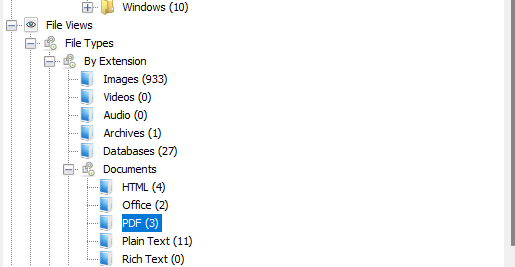 Windows (10)
File Views
File Types
By Extension
Images (933)
Videos (0)
Audio (0)
Archives (1)
Databases (27)
Documents
HTML (4)
Office (2)
PDF (3)
Plain Text (11)
Rich Text (0)